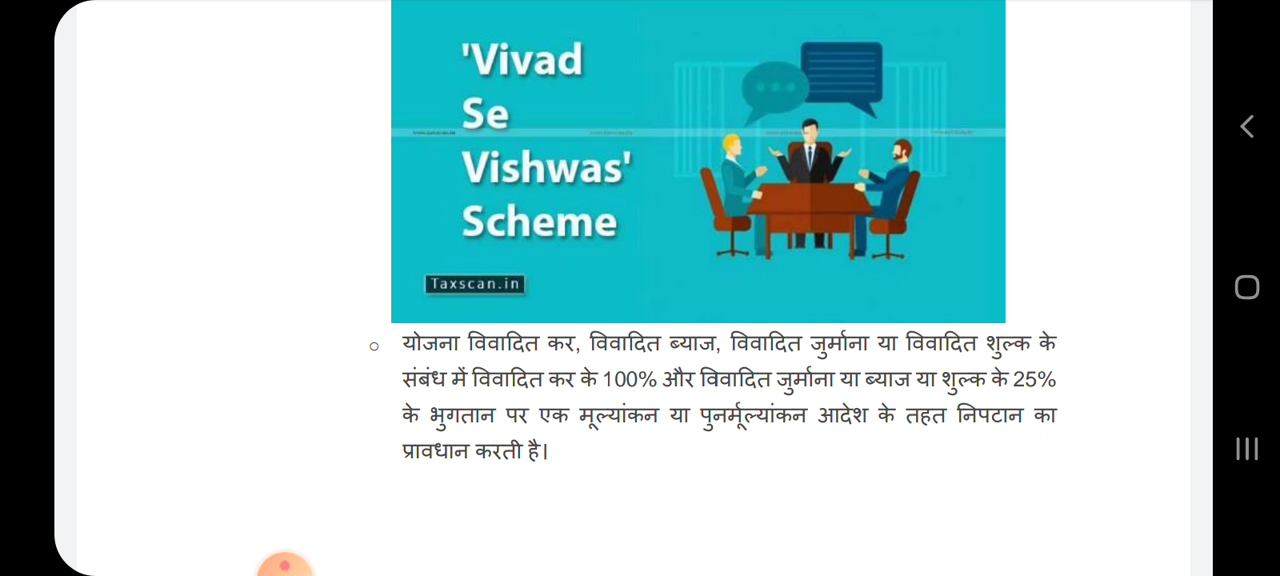 'Vivad
Se
Vishwas'
Scheme
Taxscan.in
योजना विवादित कर, विवादित ब्याज, विवादित जुर्माना या विवादित शुल्क के
संबंध में विवादित कर के 100% और विवादित जुर्माना या ब्याज या शुल्क के 25%
के भुगतान पर एक मूल्यांकन या पुनर्मूल्यांकन आदेश के तहत निपटान का
प्रावधान करती है।